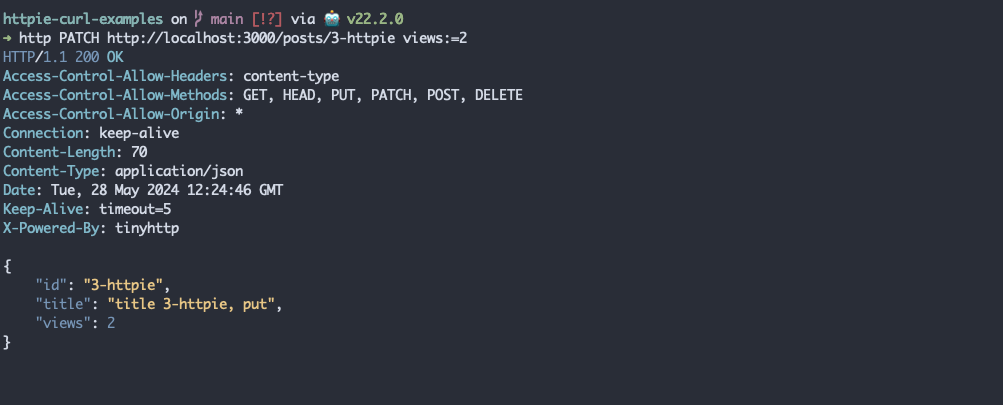 httpie-curl-examples on main [!?] via 🤖 v22.2.0
➜ http PATCH http://localhost:3000/posts/3-httpie views:=2
HTTP/1.1 200 OK
Access-Control-Allow-Headers: content-type
Access-Control-Allow-Methods: GET, HEAD, PUT, PATCH, POST, DELETE
Access-Control-Allow-Origin: *
Connection: keep-alive
Content-Length: 70
Content-Type: application/json
Date: Tue, 28 May 2024 12:24:46 GMT
Keep-Alive: timeout=5
X-Powered-By: tinyhttp
{
    "id": "3-httpie",
    "title": "title 3-httpie, put",
    "views": 2
}